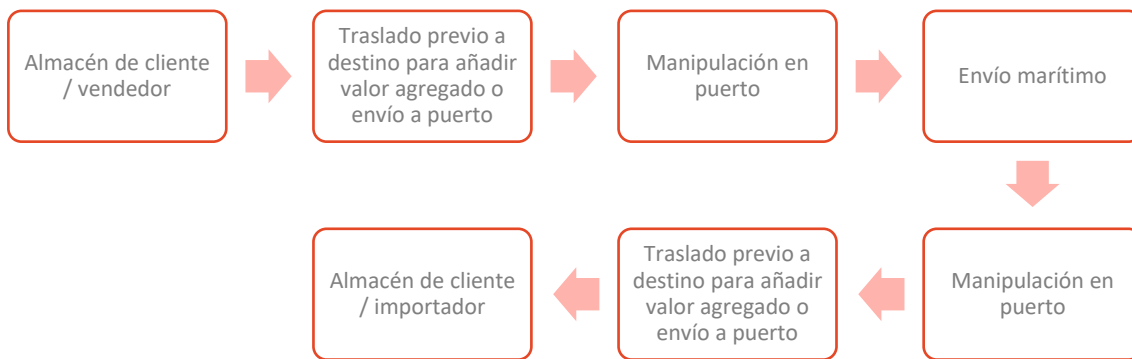 Almacén de cliente
/ vendedor
Traslado previo a
destino para añadir
valor agregado o
envío a puerto
Manipulación en
puerto
Envío marítimo
Manipulación en
puerto
Traslado previo a
destino para añadir
valor agregado o
envío a puerto
Almacén de cliente
/ importador